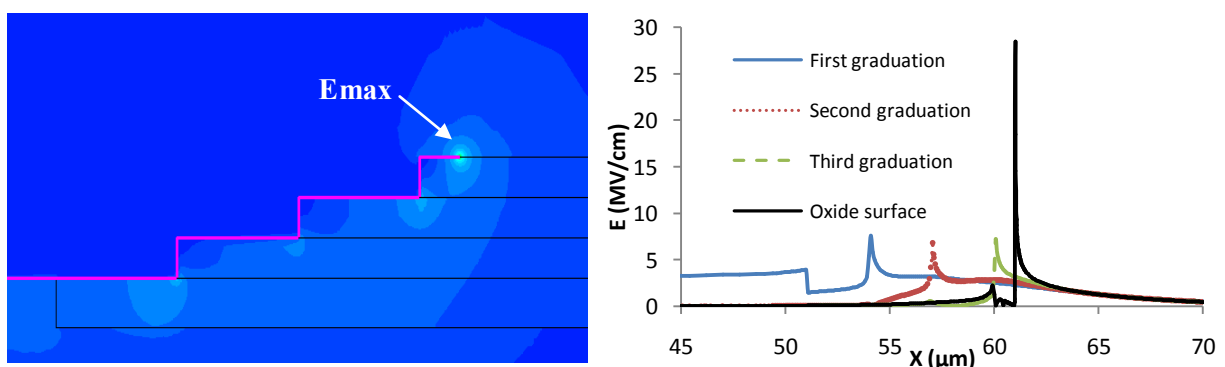 Emax
E (MV/cm)
30
25
20
15
10
5
0
First graduation
Second graduation
Third graduation
Oxide surface
45
50
55
60
65
70
X (µm)